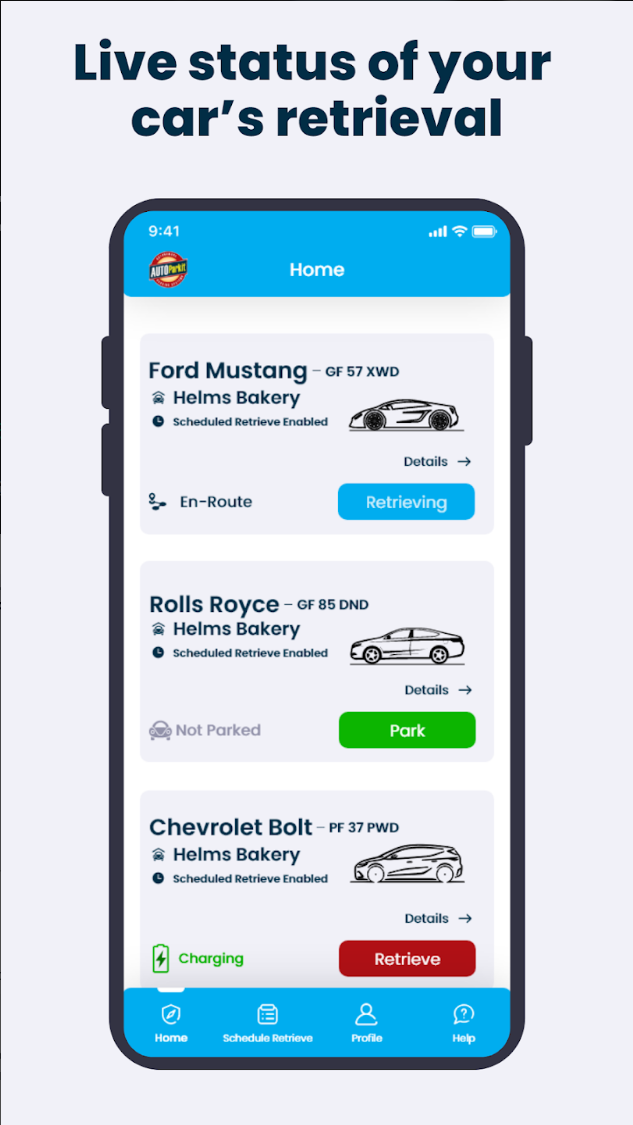 Live status of your
car’s retrieval
9:41
AUTOParkit
Home
Ford Mustang – GF 57 XWD
Helms Bakery
Scheduled Retrieve Enabled
Details →
En-Route
Retrieving
Rolls Royce – GF 85 DND
Helms Bakery
Scheduled Retrieve Enabled
Details →
Not Parked
Park
Chevrolet Bolt – PF 37 PWD
Helms Bakery
Scheduled Retrieve Enabled
Details →
Charging
Retrieve
Home
Schedule Retrieve
Profile
Help